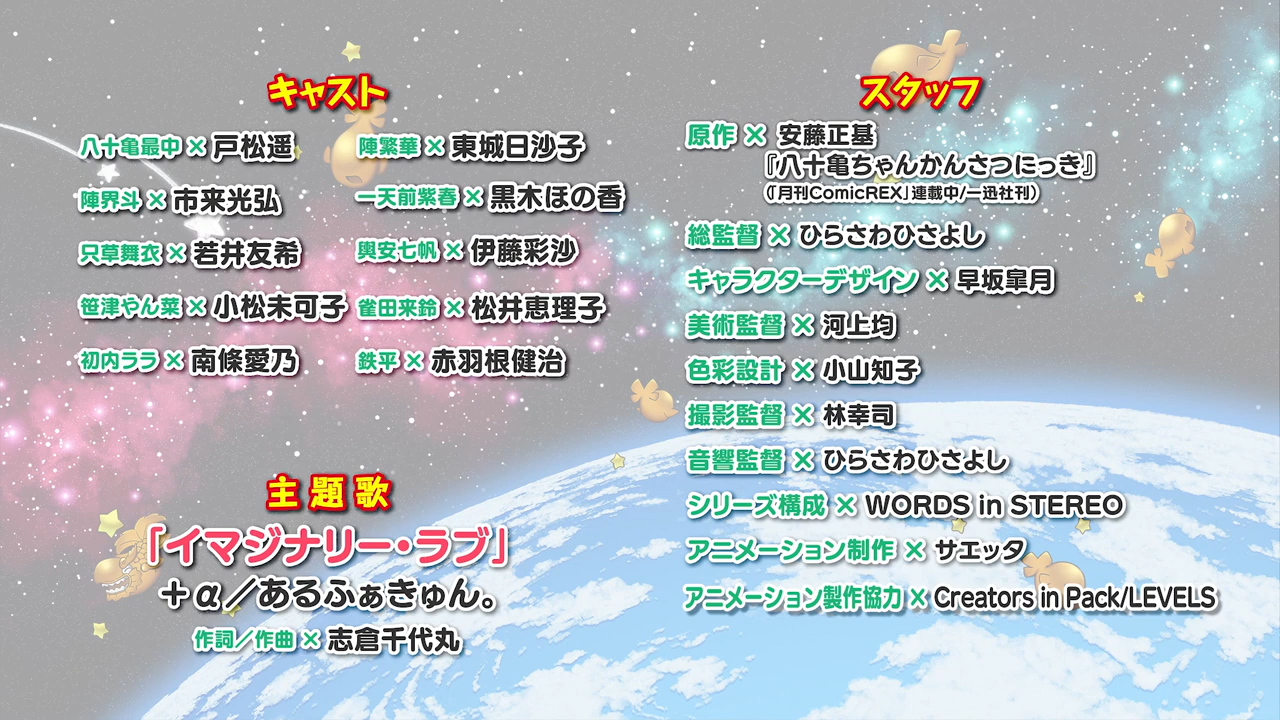 キャスト
八十亀最中×戸松遥
陣繁華×東城日沙子
陣界斗×市来光弘
一天前紫春×黒木ほの香
只草舞衣×若井友希
與安七帆×伊藤彩沙
笹津やん菜×小松未可子
雀田来鈴×松井恵理子
初内ララ×南條愛乃
鉄平×赤羽根健治
主題歌
「イマジナリー・ラブ」
+α/あるふぁきゅん。
作詞/作曲×志倉千代丸
スタッフ
原作×安藤正基
『八十亀ちゃんかんさつにっき』
(「月刊ComicREX」連載中/一迅社刊)
総監督×ひらさわひさよし
キャラクターデザイン×早坂皐月
美術監督×河上均
色彩設計×小山知子
撮影監督×林幸司
音響監督×ひらさわひさよし
シリーズ構成×WORDS in STEREO
アニメーション制作×サエッタ
アニメーション製作協力×Creators in Pack/LEVELS